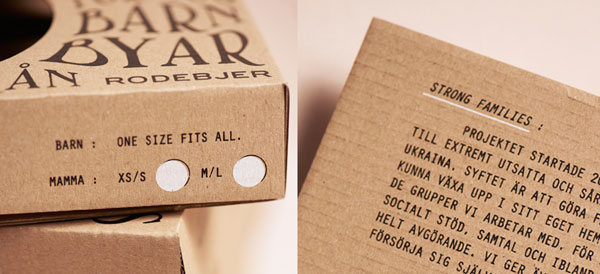 BARN
BYAR
ÅN RODEBJER
BARN : ONE SIZE FITS ALL.
MAMMA : XS/S M/L
STRONG FAMILIES :
PROJEKTET STARTADE
TILL EXTREMT UTSATTA OCH
UKRAINA. SYFTET ÄR ATT GÖRA
KUNNA VÄXA UPP I SITT EGET HEM
DE GRUPPER VI ARBETAR MED. FÖR
SOCIALT STÖD, SAMTAL OCH IBLAND
HELT AVGÖRANDE. VI GER
FÖRSÖRJA SIG